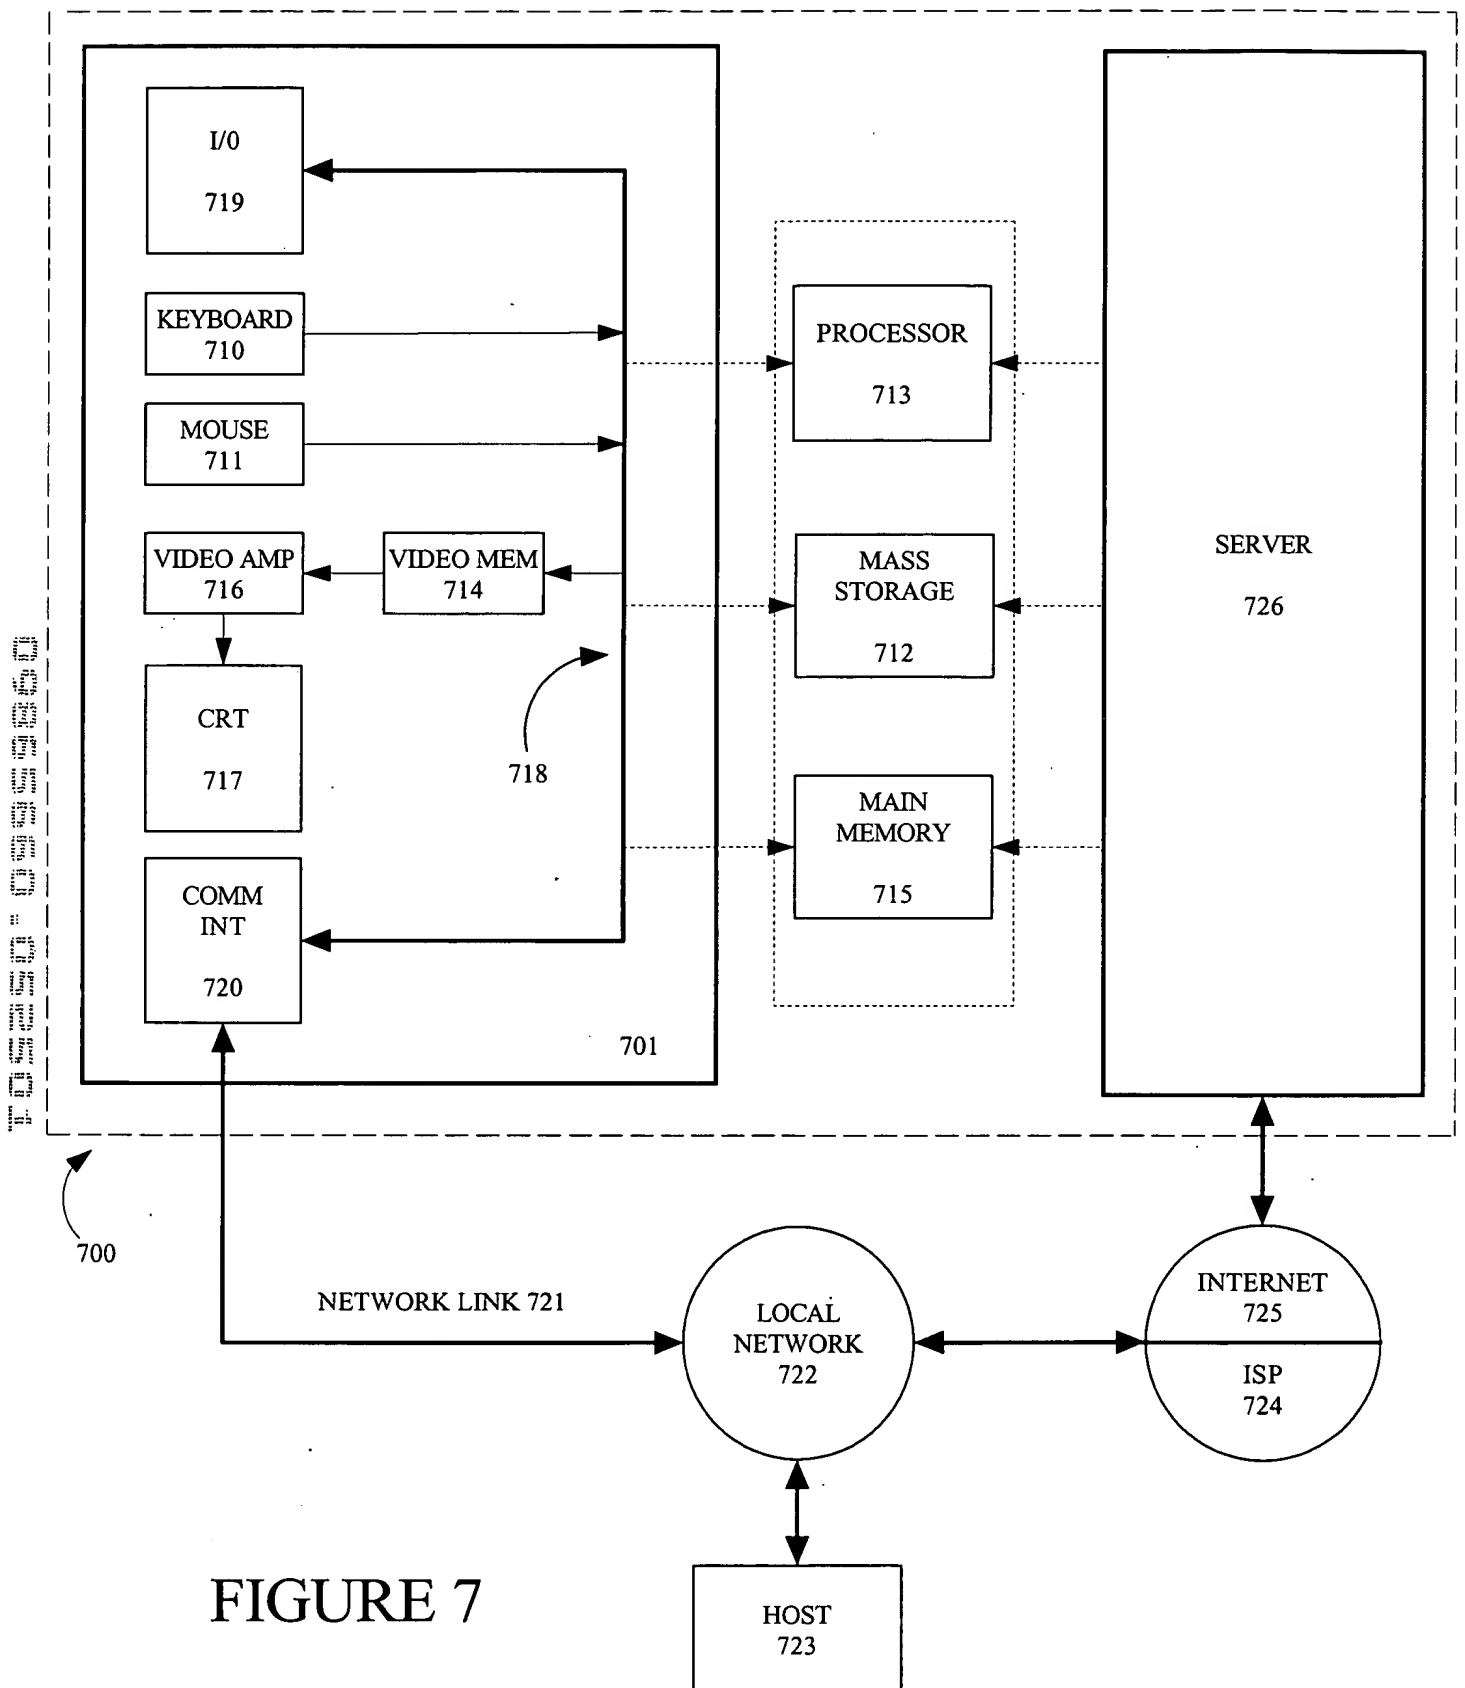 I/0
719
KEYBOARD
710
MOUSE
711
VIDEO AMP
716
VIDEO MEM
714
CRT
717
718
COMM
INT
720
701
PROCESSOR
713
MASS
STORAGE
712
MAIN
MEMORY
715
SERVER
726
700
NETWORK LINK 721
LOCAL
NETWORK
722
INTERNET
725
ISP
724
HOST
723
FIGURE 7